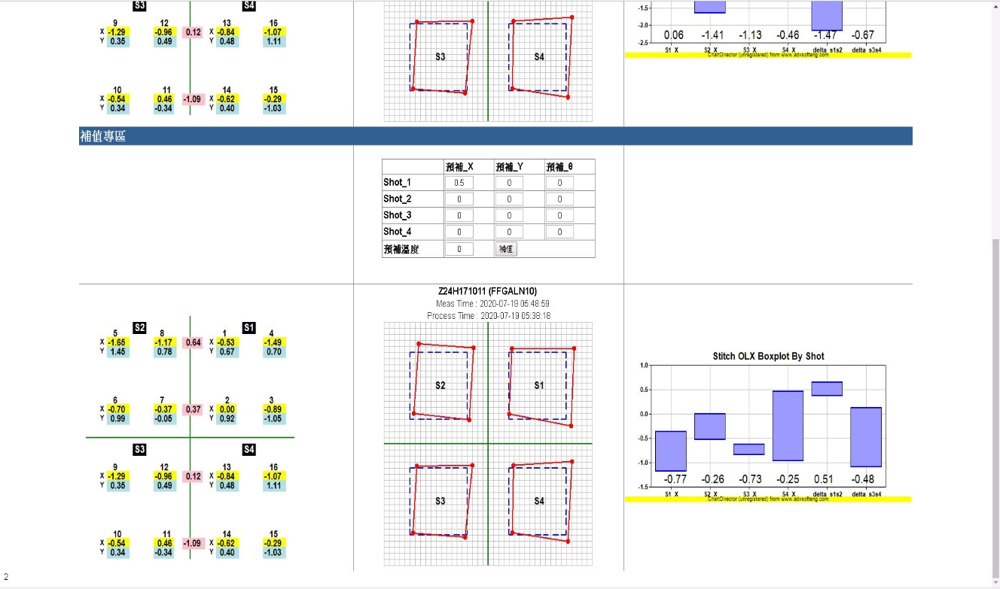 S3 S4
9 12 13 16
X -1.29 -0.96 0.12 X -0.84 -1.07
Y 0.35 0.49 Y 0.48 1.11
10 11 14 15
X -0.54 0.46 -1.09 X -0.62 -0.29
Y 0.34 -0.34 Y 0.40 -1.03
S3 S4
-1.5
-2.0
-2.5
0.06 -1.41 -1.13 -0.46 -1.47 -0.67
S1_X S2_X S3_X S4_X delta_s1s2 delta_s3s4
ChartDirector (unregistered) from www.advsofteng.com
補值專區
預補_X 預補_Y 預補_θ
Shot_1 0.5 0 0
Shot_2 0 0 0
Shot_3 0 0 0
Shot_4 0 0 0
預補溫度 0 補值
Z24H171011 (FFGALN10)
Meas Time : 2020-07-19 05:48:59
Process Time : 2020-07-19 05:38:18
S2 S1
5 8 1 4
X -1.65 -1.17 0.64 X -0.53 -1.49
Y 1.45 0.78 Y 0.67 0.70
6 7 2 3
X -0.70 -0.37 0.37 X 0.00 -0.89
Y 0.99 -0.05 Y 0.92 -1.05
S3 S4
9 12 13 16
X -1.29 -0.96 0.12 X -0.84 -1.07
Y 0.35 0.49 Y 0.48 1.11
10 11 14 15
X -0.54 0.46 -1.09 X -0.62 -0.29
Y 0.34 -0.34 Y 0.40 -1.03
S2 S1
S3 S4
Stitch OLX Boxplot By Shot
1.0
0.5
0.0
-0.5
-1.0
-1.5
-0.77 -0.26 -0.73 -0.25 0.51 -0.48
S1_X S2_X S3_X S4_X delta_s1s2 delta_s3s4
ChartDirector (unregistered) from www.advsofteng.com
2